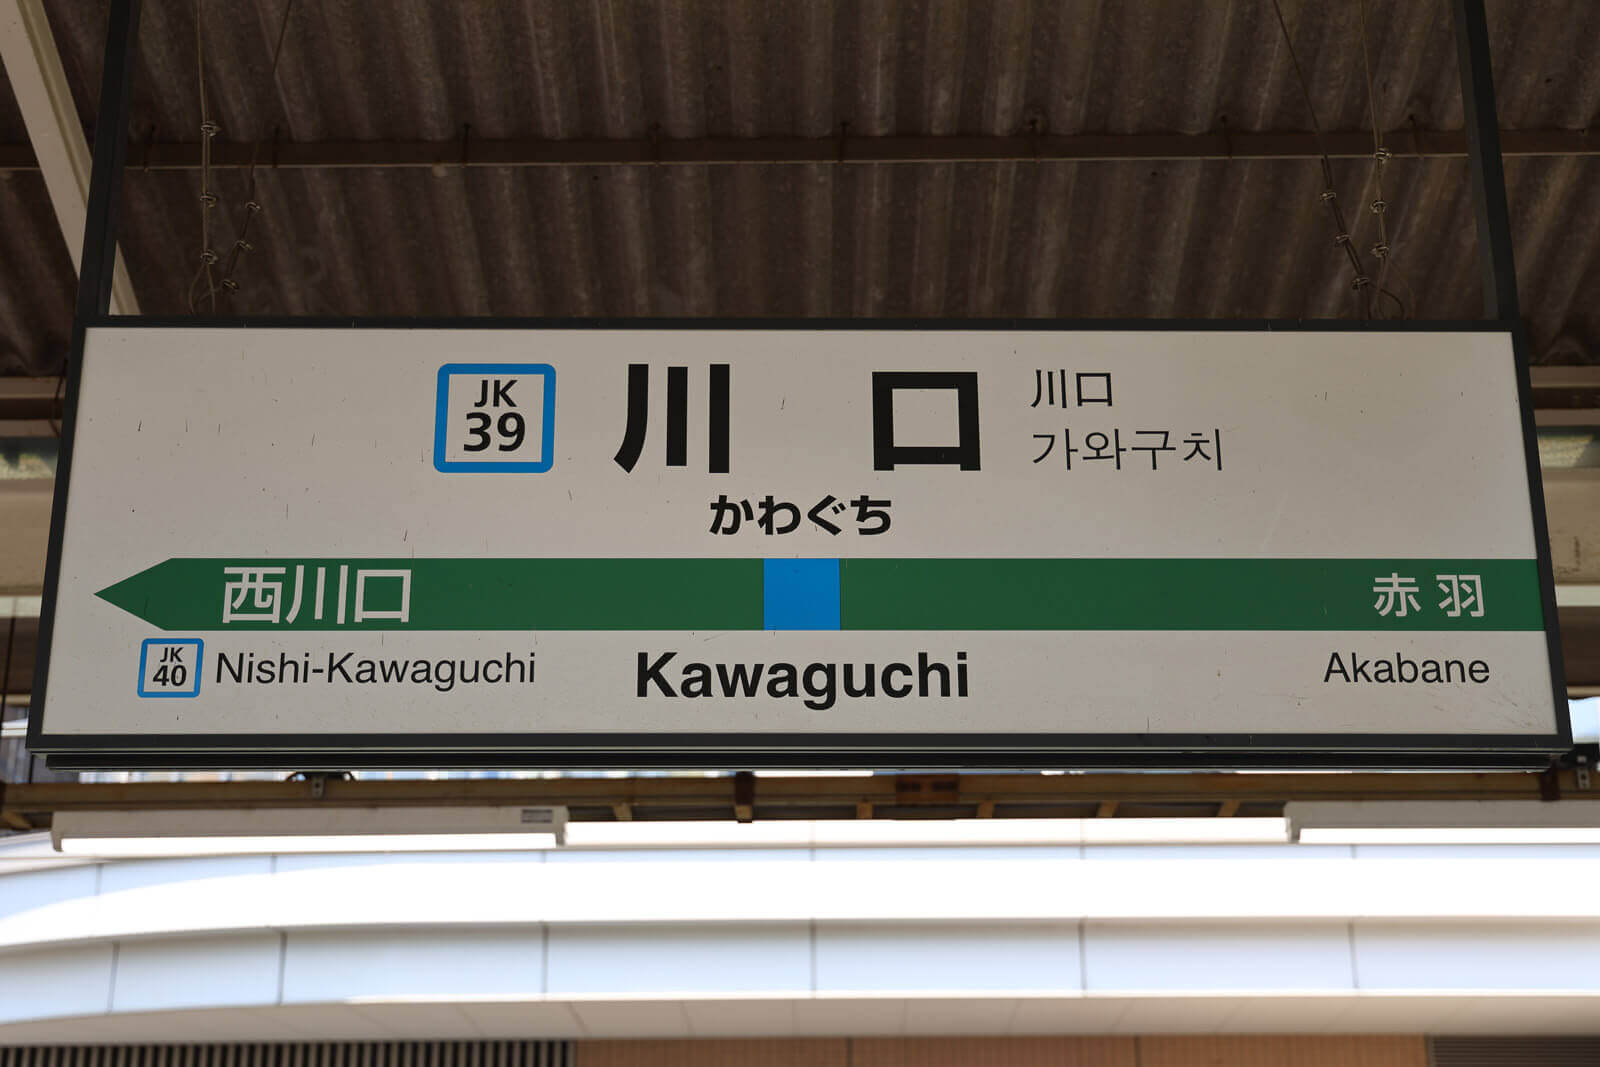 JK
39
川口
川口
가와구치
かわぐち
西川口
赤羽
JK
40
Nishi-Kawaguchi
Kawaguchi
Akabane